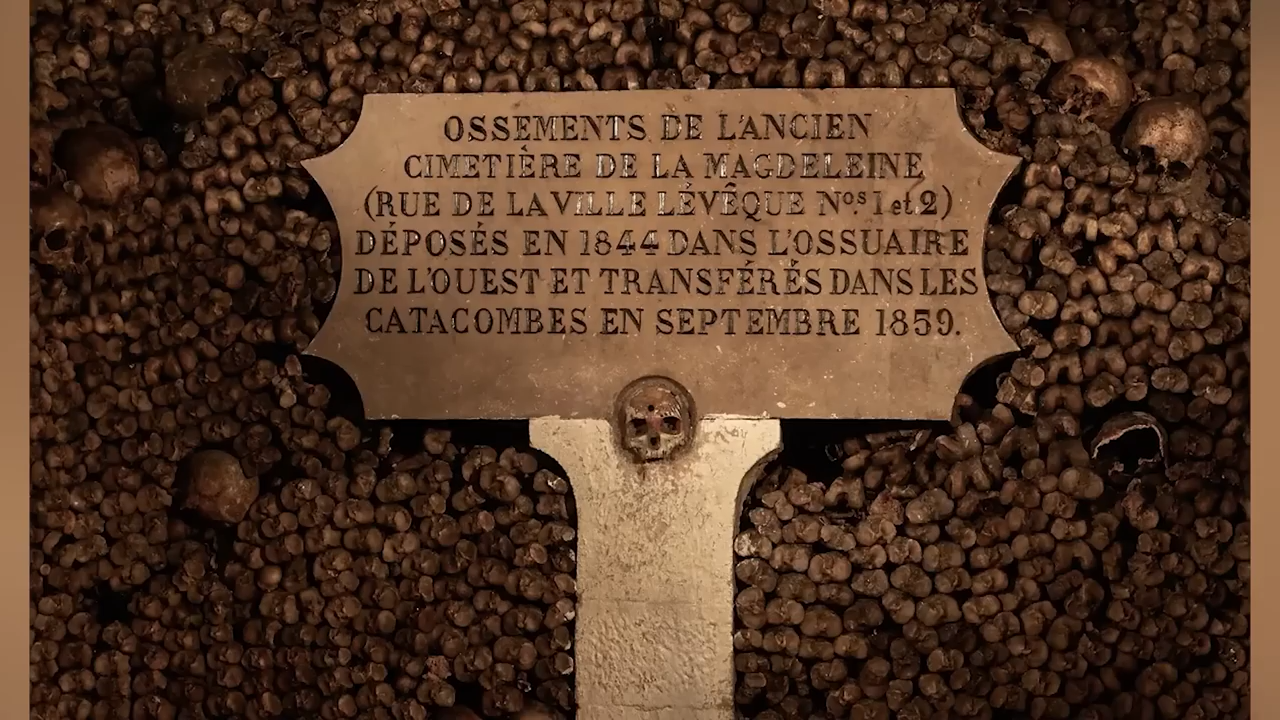 OSSEMENTS DE L'ANCIEN
CIMETIÈRE DE LA MAGDELEINE
(RUE DE LA VILLE LÉVÊQUE Nos. 1 et 2)
DÉPOSÉS EN 1844 DANS L'OSSUAIRE
DE L'OUEST ET TRANSFÉRÉS DANS LES
CATACOMBES EN SEPTEMBRE 1859.